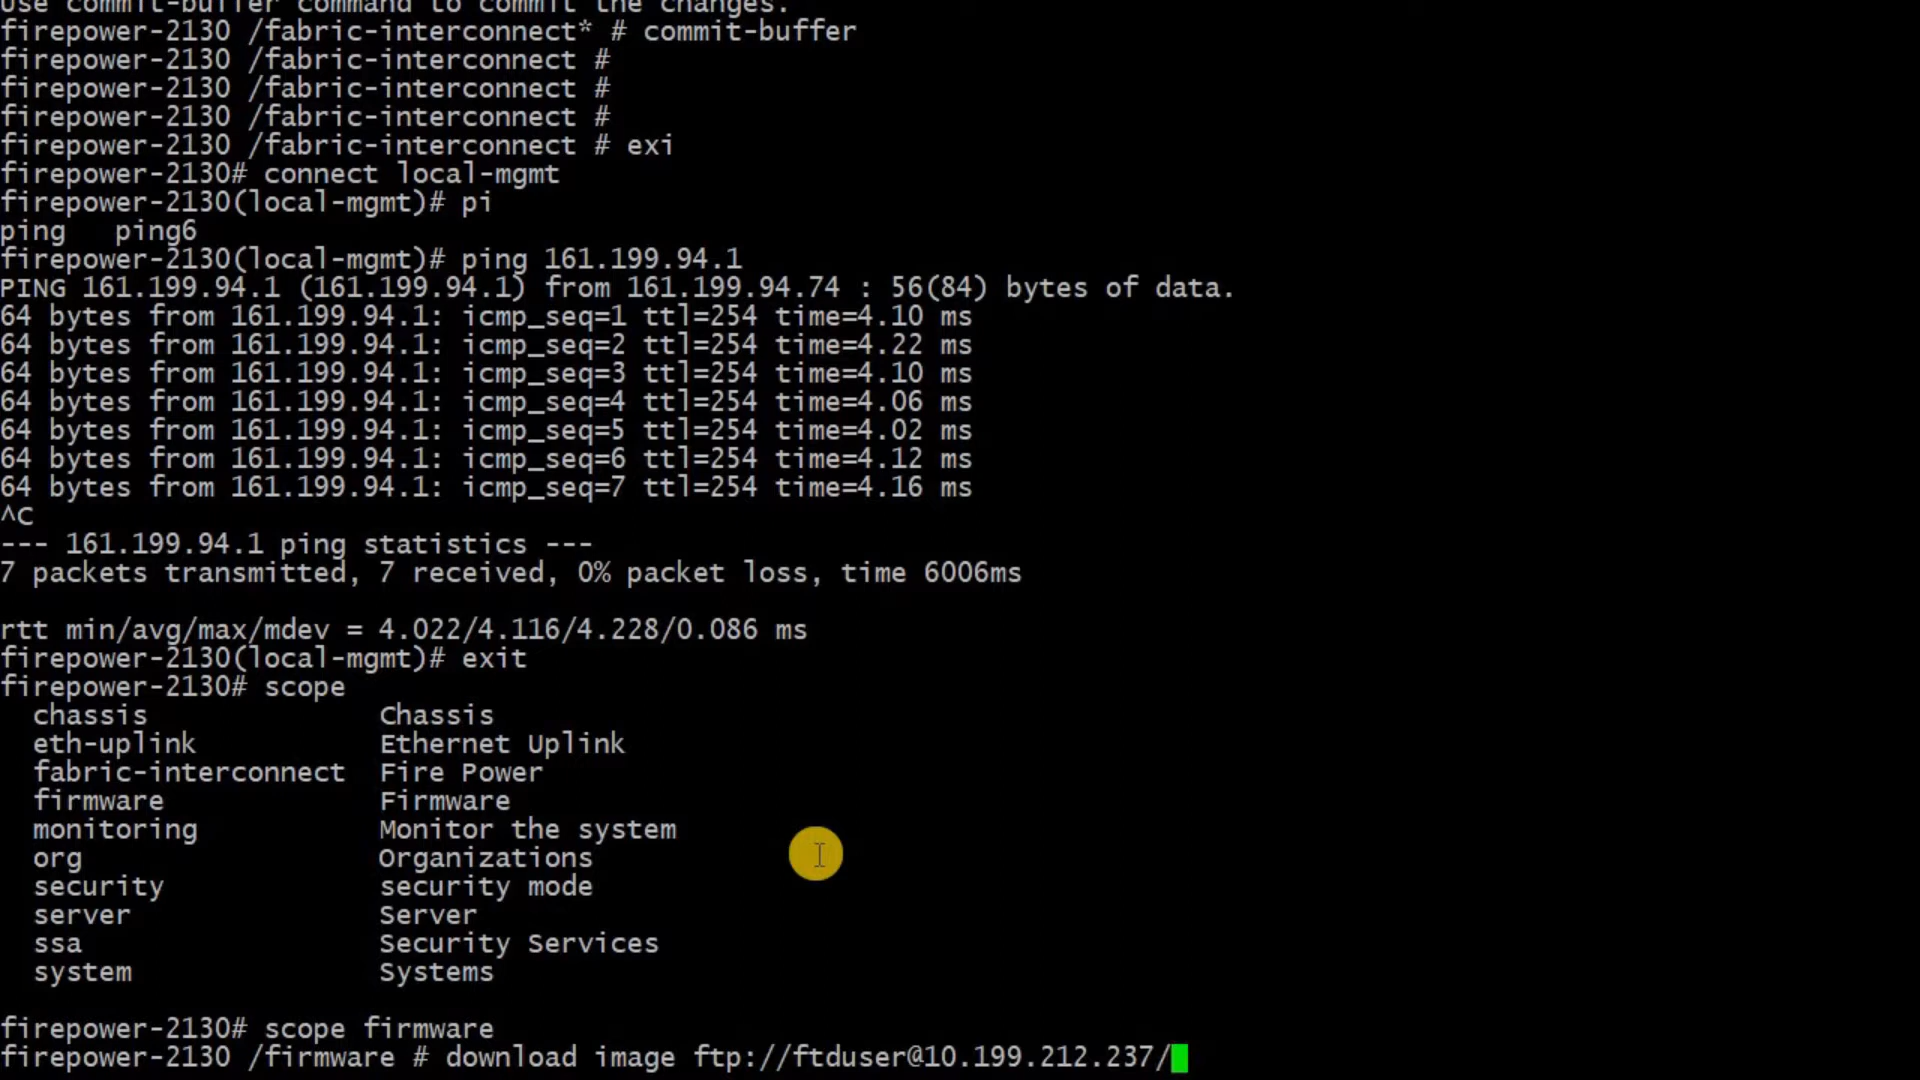 use commit-buffer command to commit the changes.
firepower-2130 /fabric-interconnect* # commit-buffer
firepower-2130 /fabric-interconnect #
firepower-2130 /fabric-interconnect #
firepower-2130 /fabric-interconnect #
firepower-2130 /fabric-interconnect # exi
firepower-2130# connect local-mgmt
firepower-2130(local-mgmt)# pi
ping   ping6
firepower-2130(local-mgmt)# ping 161.199.94.1
PING 161.199.94.1 (161.199.94.1) from 161.199.94.74 : 56(84) bytes of data.
64 bytes from 161.199.94.1: icmp_seq=1 ttl=254 time=4.10 ms
64 bytes from 161.199.94.1: icmp_seq=2 ttl=254 time=4.22 ms
64 bytes from 161.199.94.1: icmp_seq=3 ttl=254 time=4.10 ms
64 bytes from 161.199.94.1: icmp_seq=4 ttl=254 time=4.06 ms
64 bytes from 161.199.94.1: icmp_seq=5 ttl=254 time=4.02 ms
64 bytes from 161.199.94.1: icmp_seq=6 ttl=254 time=4.12 ms
64 bytes from 161.199.94.1: icmp_seq=7 ttl=254 time=4.16 ms
^C
--- 161.199.94.1 ping statistics ---
7 packets transmitted, 7 received, 0% packet loss, time 6006ms
rtt min/avg/max/mdev = 4.022/4.116/4.228/0.086 ms
firepower-2130(local-mgmt)# exit
firepower-2130# scope
  chassis              Chassis
  eth-uplink           Ethernet Uplink
  fabric-interconnect  Fire Power
  firmware             Firmware
  monitoring           Monitor the system
  org                  Organizations
  security             security mode
  server               Server
  ssa                  Security Services
  system               Systems
firepower-2130# scope firmware
firepower-2130 /firmware # download image ftp://ftduser@10.199.212.237/